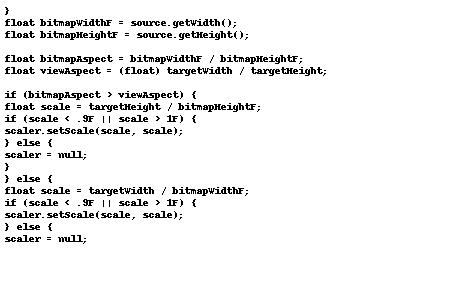 }
float bitmapWidthF = source.getWidth();
float bitmapHeightF = source.getHeight();
float bitmapAspect = bitmapWidthF / bitmapHeightF;
float viewAspect = (float) targetWidth / targetHeight;
if (bitmapAspect > viewAspect) {
float scale = targetHeight / bitmapHeightF;
if (scale < .9F || scale > 1F) {
scaler.setScale(scale, scale);
} else {
scaler = null;
}
} else {
float scale = targetWidth / bitmapWidthF;
if (scale < .9F || scale > 1F) {
scaler.setScale(scale, scale);
} else {
scaler = null;